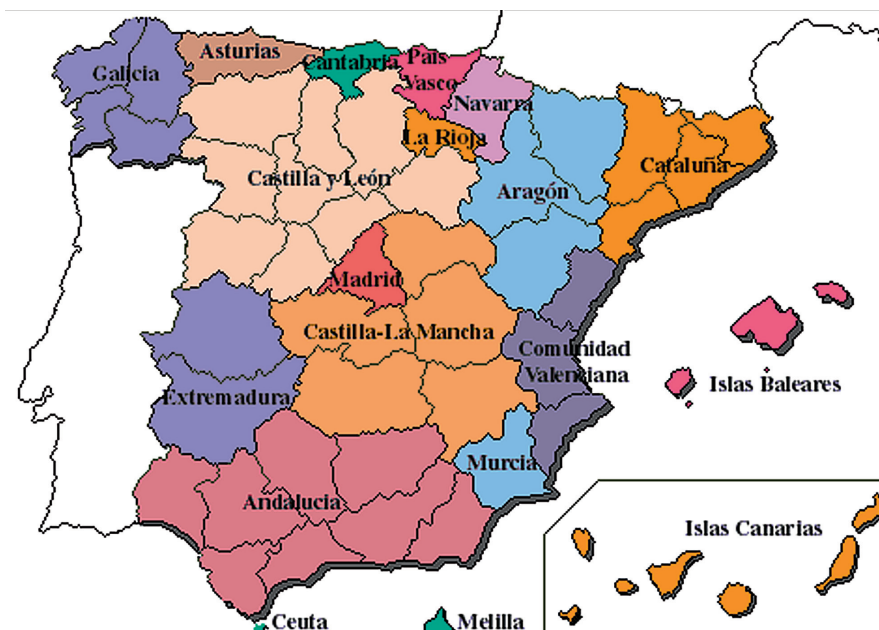 Asturias
Cantabria
País
Vasco
Galicia
Navarra
La Rioja
Cataluña
Castilla y León
Aragón
Madrid
Castilla-La Mancha
Comunidad
Valenciana
Islas Baleares
Extremadura
Murcia
Andalucia
Islas Canarias
Ceuta
Melilla